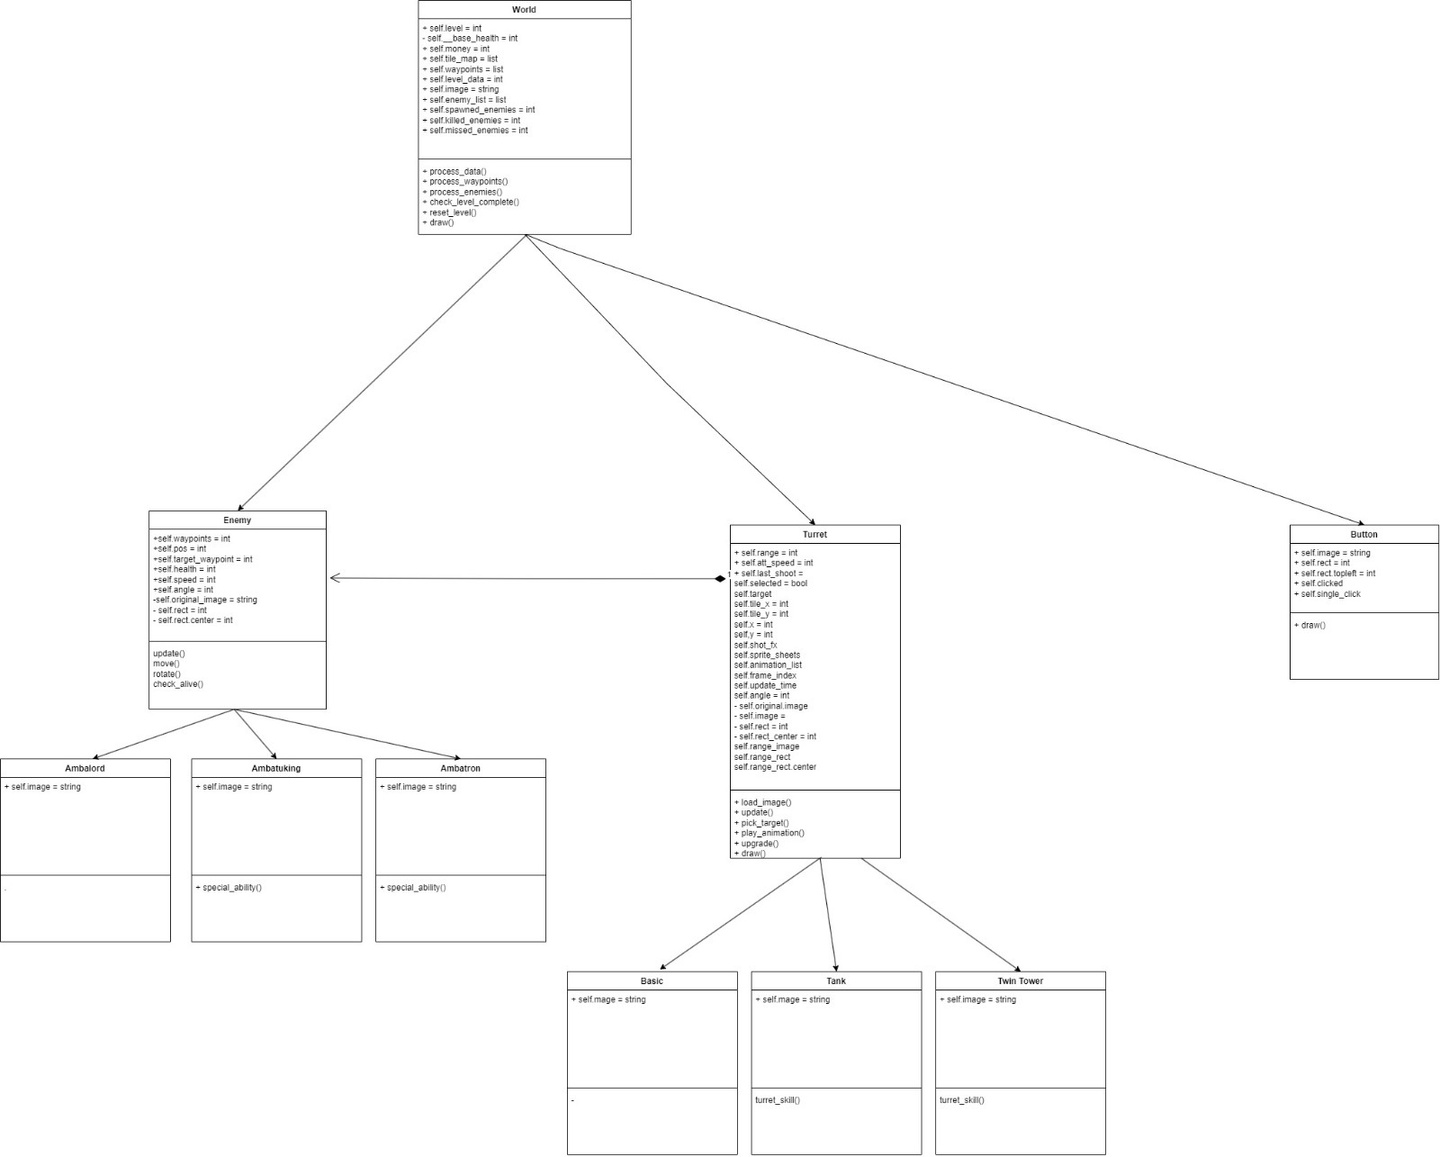 World
+ self.level = int
- self.__base_health = int
+ self.money = int
+ self.tile_map = list
+ self.waypoints = list
+ self.level_data = int
+ self.image = string
+ self.enemy_list = list
+ self.spawned_enemies = int
+ self.killed_enemies = int
+ self.missed_enemies = int
+ process_data()
+ process_waypoints()
+ process_enemies()
+ check_level_complete()
+ reset_level()
+ draw()
Enemy
+self.waypoints = int
+self.pos = int
+self.target_waypoint = int
+self.health = int
+self.speed = int
+self.angle = int
-self.original_image = string
- self.rect = int
- self.rect.center = int
update()
move()
rotate()
check_alive()
1
Turret
+ self.range = int
+ self.att_speed = int
+ self.last_shoot =
self.selected = bool
self.target
self.tile_x = int
self.tile_y = int
self.x = int
self,y = int
self.shot_fx
self.sprite_sheets
self.animation_list
self.frame_index
self.update_time
self.angle = int
- self.original.image
- self.image =
- self.rect = int
- self.rect_center = int
self.range_image
self.range_rect
self.range_rect.center
+ load_image()
+ update()
+ pick_target()
+ play_animation()
+ upgrade()
+ draw()
Button
+ self.image = string
+ self.rect = int
+ self.rect.topleft = int
+ self.clicked
+ self.single_click
+ draw()
Ambalord
+ self.image = string
.
Ambatuking
+ self.image = string
+ special_ability()
Ambatron
+ self.image = string
+ special_ability()
Basic
+ self.mage = string
-
Tank
+ self.mage = string
turret_skill()
Twin Tower
+ self.image = string
turret_skill()